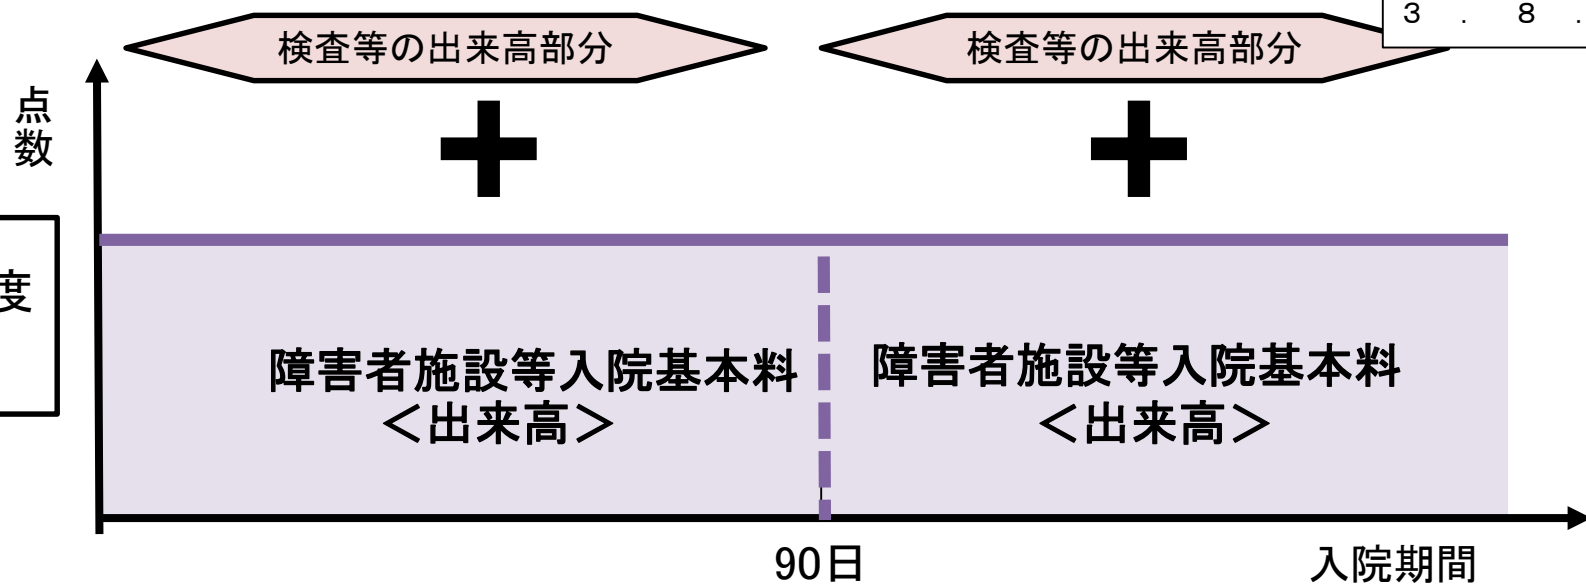 3 . 8 .
検査等の出来高部分
検査等の出来高部分
点数
度
障害者施設等入院基本料
＜出来高＞
障害者施設等入院基本料
＜出来高＞
90日
入院期間